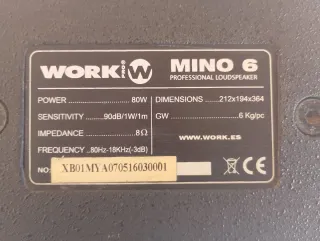 WORK PRO W MINO 6
PROFESSIONAL LOUDSPEAKER
POWER 80W DIMENSIONS 212x194x364
SENSITIVITY 90dB/1W/1m GW 6 Kg/pc
IMPEDANCE 8Ω
FREQUENCY 80Hz-18KHz(-3dB) WWW.WORK.ES
NO: XB01MYA070516030001 CE